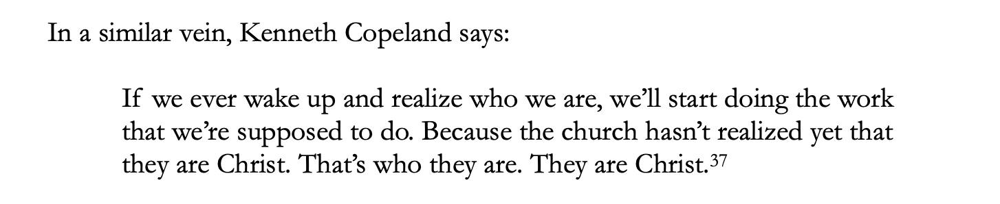 In a similar vein, Kenneth Copeland says:
If we ever wake up and realize who we are, we’ll start doing the work
that we’re supposed to do. Because the church hasn’t realized yet that
they are Christ. That’s who they are. They are Christ.37